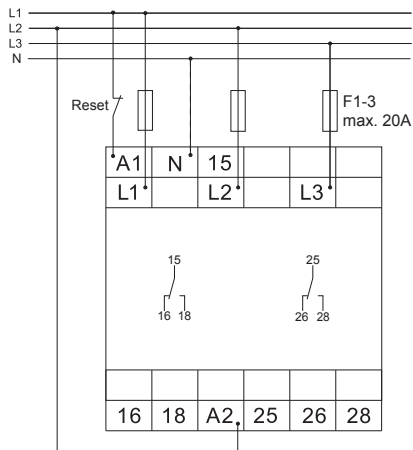 L1
L2
L3
N
Reset
F1-3
max. 20A
A1 N 15
L1 L2 L3
15 25
16 18 26 28
16 18 A2 25 26 28